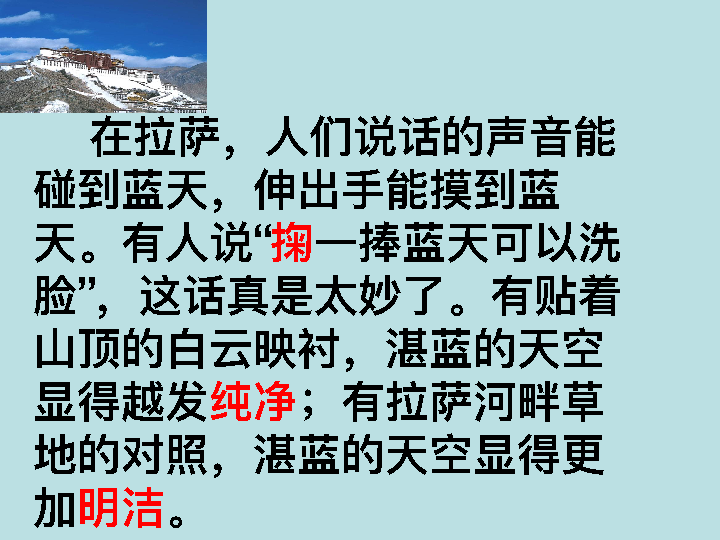 在拉萨，人们说话的声音能
碰到蓝天，伸出手能摸到蓝
天。有人说“掬一捧蓝天可以洗
脸”，这话真是太妙了。有贴着
山顶的白云映衬，湛蓝的天空
显得越发纯净；有拉萨河畔草
地的对照，湛蓝的天空显得更
加明洁。